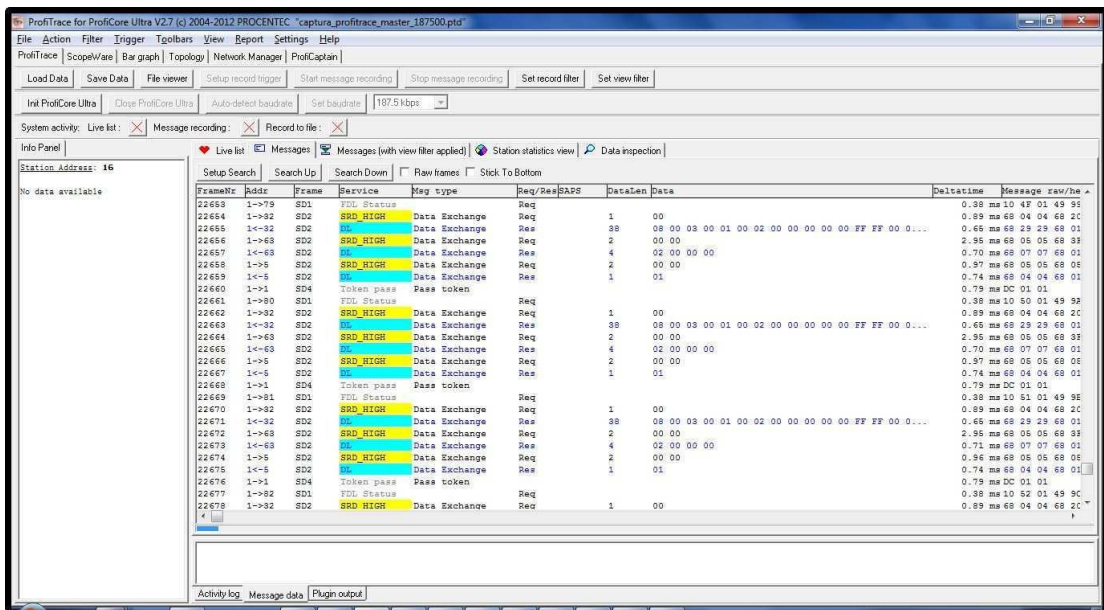 ProfiTrace for ProfiCore Ultra V2.7 (c) 2004-2012 PROCENTEC "captura_profitrace_master_187500.ptd"
File Action Filter Trigger Toolbars View Report Settings Help
ProfiTrace ScopeWare Bar graph Topology Network Manager ProfiCaptain
Load Data Save Data File viewer Setup record trigger Start message recording Stop message recording Set record filter Set view filter
Init ProfiCore Ultra Close ProfiCore Ultra Auto-detect baudrate Set baudrate 187.5 kbps
System activity: Live list: Message recording: Record to file:
Info Panel
Station Address: 16
No data available
Live list Messages Messages (with view filter applied) Station statistics view Data inspection
Setup Search Search Up Search Down Raw frames Stick To Bottom
FrameNr Addr Frame Service Msg type Req/Res SAPS DataLen Data Deltatime Message raw/he
22653 1->79 SD1 FDL Status Req 0.38 ms 10 4F 01 49 99
22654 1->32 SD2 SRD_HIGH Data Exchange Req 1 00 0.89 ms 68 04 04 68 20
22655 1<-32 SD2 DL Data Exchange Res 38 08 00 03 00 01 00 02 00 00 00 00 00 FF FF 00 0... 0.65 ms 68 29 29 68 01
22656 1->63 SD2 SRD_HIGH Data Exchange Req 2 00 00 2.95 ms 68 05 05 68 3F
22657 1<-63 SD2 DL Data Exchange Res 4 02 00 00 00 0.70 ms 68 07 07 68 01
22658 1->5 SD2 SRD_HIGH Data Exchange Req 2 00 00 0.97 ms 68 05 05 68 05
22659 1<-5 SD2 DL Data Exchange Res 1 01 0.74 ms 68 04 04 68 01
22660 1->1 SD4 Token pass Pass token 0.79 ms DC 01 01
22661 1->80 SD1 FDL Status Req 0.38 ms 10 50 01 49 9A
22662 1->32 SD2 SRD_HIGH Data Exchange Req 1 00 0.89 ms 68 04 04 68 20
22663 1<-32 SD2 DL Data Exchange Res 38 08 00 03 00 01 00 02 00 00 00 00 00 FF FF 00 0... 0.65 ms 68 29 29 68 01
22664 1->63 SD2 SRD_HIGH Data Exchange Req 2 00 00 2.95 ms 68 05 05 68 3F
22665 1<-63 SD2 DL Data Exchange Res 4 02 00 00 00 0.70 ms 68 07 07 68 01
22666 1->5 SD2 SRD_HIGH Data Exchange Req 2 00 00 0.97 ms 68 05 05 68 05
22667 1<-5 SD2 DL Data Exchange Res 1 01 0.74 ms 68 04 04 68 01
22668 1->1 SD4 Token pass Pass token 0.79 ms DC 01 01
22669 1->81 SD1 FDL Status Req 0.38 ms 10 51 01 49 9B
22670 1->32 SD2 SRD_HIGH Data Exchange Req 1 00 0.89 ms 68 04 04 68 20
22671 1<-32 SD2 DL Data Exchange Res 38 08 00 03 00 01 00 02 00 00 00 00 00 FF FF 00 0... 0.65 ms 68 29 29 68 01
22672 1->63 SD2 SRD_HIGH Data Exchange Req 2 00 00 2.95 ms 68 05 05 68 3F
22673 1<-63 SD2 DL Data Exchange Res 4 02 00 00 00 0.71 ms 68 07 07 68 01
22674 1->5 SD2 SRD_HIGH Data Exchange Req 2 00 00 0.96 ms 68 05 05 68 05
22675 1<-5 SD2 DL Data Exchange Res 1 01 0.74 ms 68 04 04 68 01
22676 1->1 SD4 Token pass Pass token 0.79 ms DC 01 01
22677 1->82 SD1 FDL Status Req 0.38 ms 10 52 01 49 9C
22678 1->32 SD2 SRD_HIGH Data Exchange Req 1 00 0.89 ms 68 04 04 68 20
Activity log Message data Plugin output